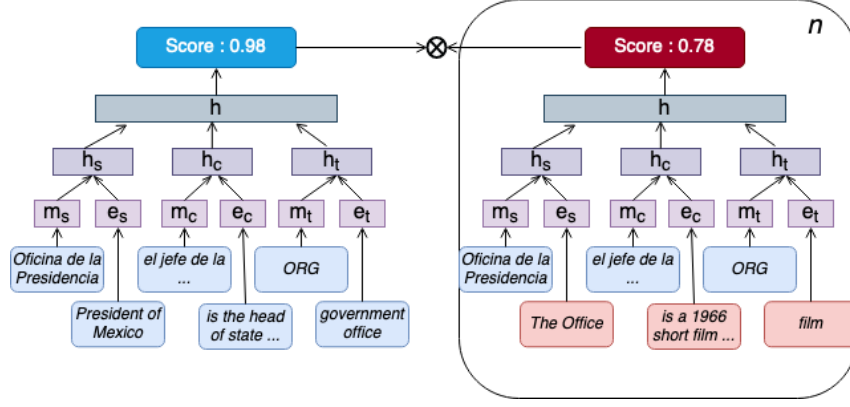 n
Score : 0.98
Score : 0.78
h
h
hs
hc
ht
hs
hc
ht
ms
es
mc
ec
mt
et
ms
es
mc
ec
mt
et
Oficina de la
Presidencia
el jefe de la
...
ORG
Oficina de la
Presidencia
el jefe de la
...
ORG
President of
Mexico
is the head
of state ...
government
office
The Office
is a 1966
short film ...
film